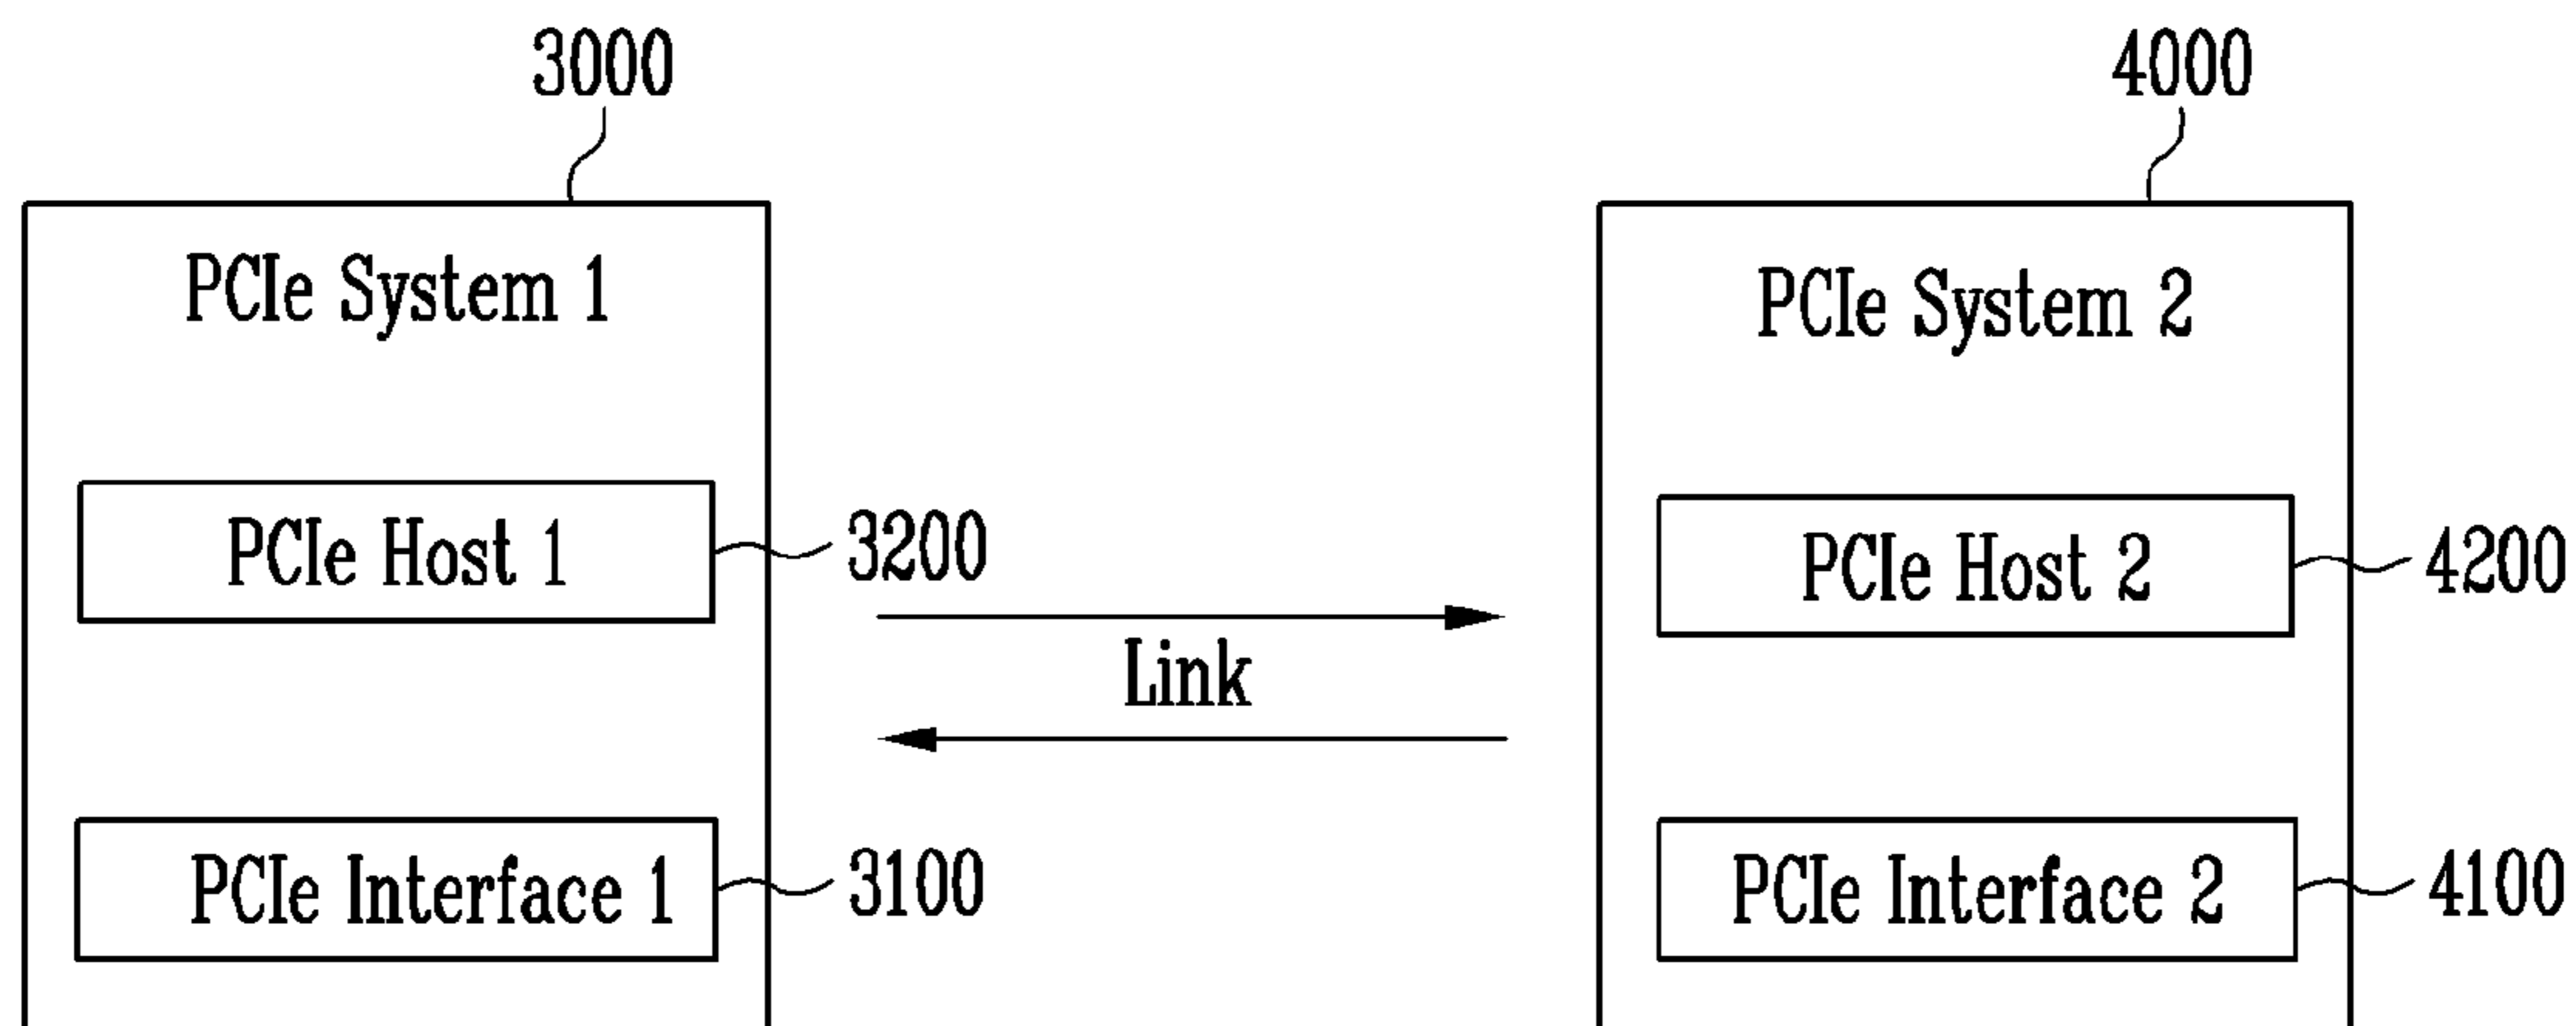 3000
4000
PCIe System 1
PCIe System 2
PCIe Host 1
3200
PCIe Host 2
4200
Link
PCIe Interface 1
3100
PCIe Interface 2
4100